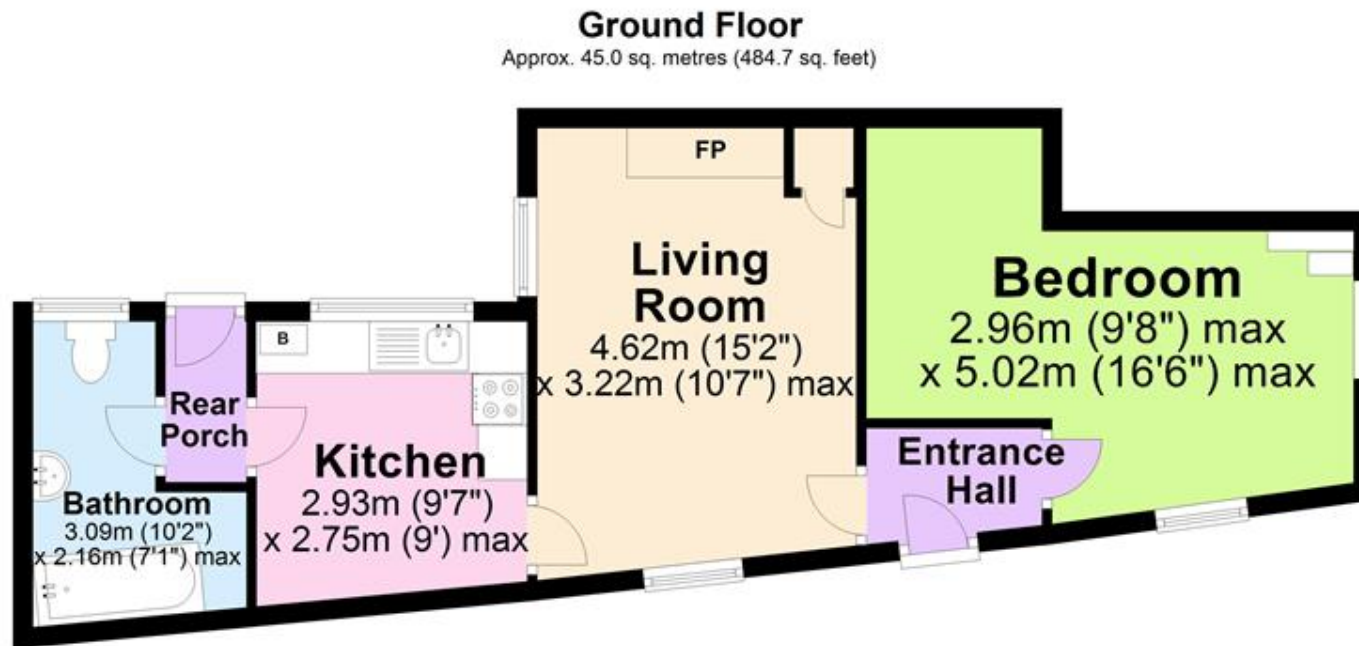 Ground Floor
Approx. 45.0 sq. metres (484.7 sq. feet)
FP
Living
Room
4.62m (15'2")
x 3.22m (10'7") max
Bedroom
2.96m (9'8") max
x 5.02m (16'6") max
B
Rear
Porch
Kitchen
2.93m (9'7")
x 2.75m (9') max
Entrance
Hall
Bathroom
3.09m (10'2")
x 2.16m (7'1") max